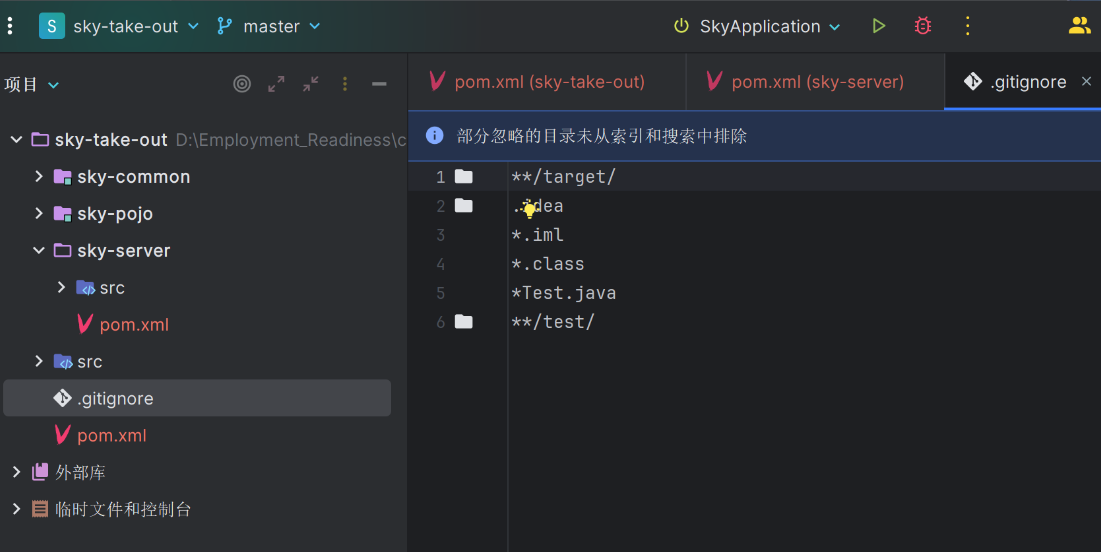 S sky-take-out master SkyApplication
项目
pom.xml (sky-take-out) pom.xml (sky-server) .gitignore
部分忽略的目录未从索引和搜索中排除
sky-take-out D:\Employment_Readiness\c
sky-common
sky-pojo
sky-server
src
pom.xml
src
.gitignore
pom.xml
外部库
临时文件和控制台
1 **/target/
2 .idea
3 *.iml
4 *.class
5 *Test.java
6 **/test/